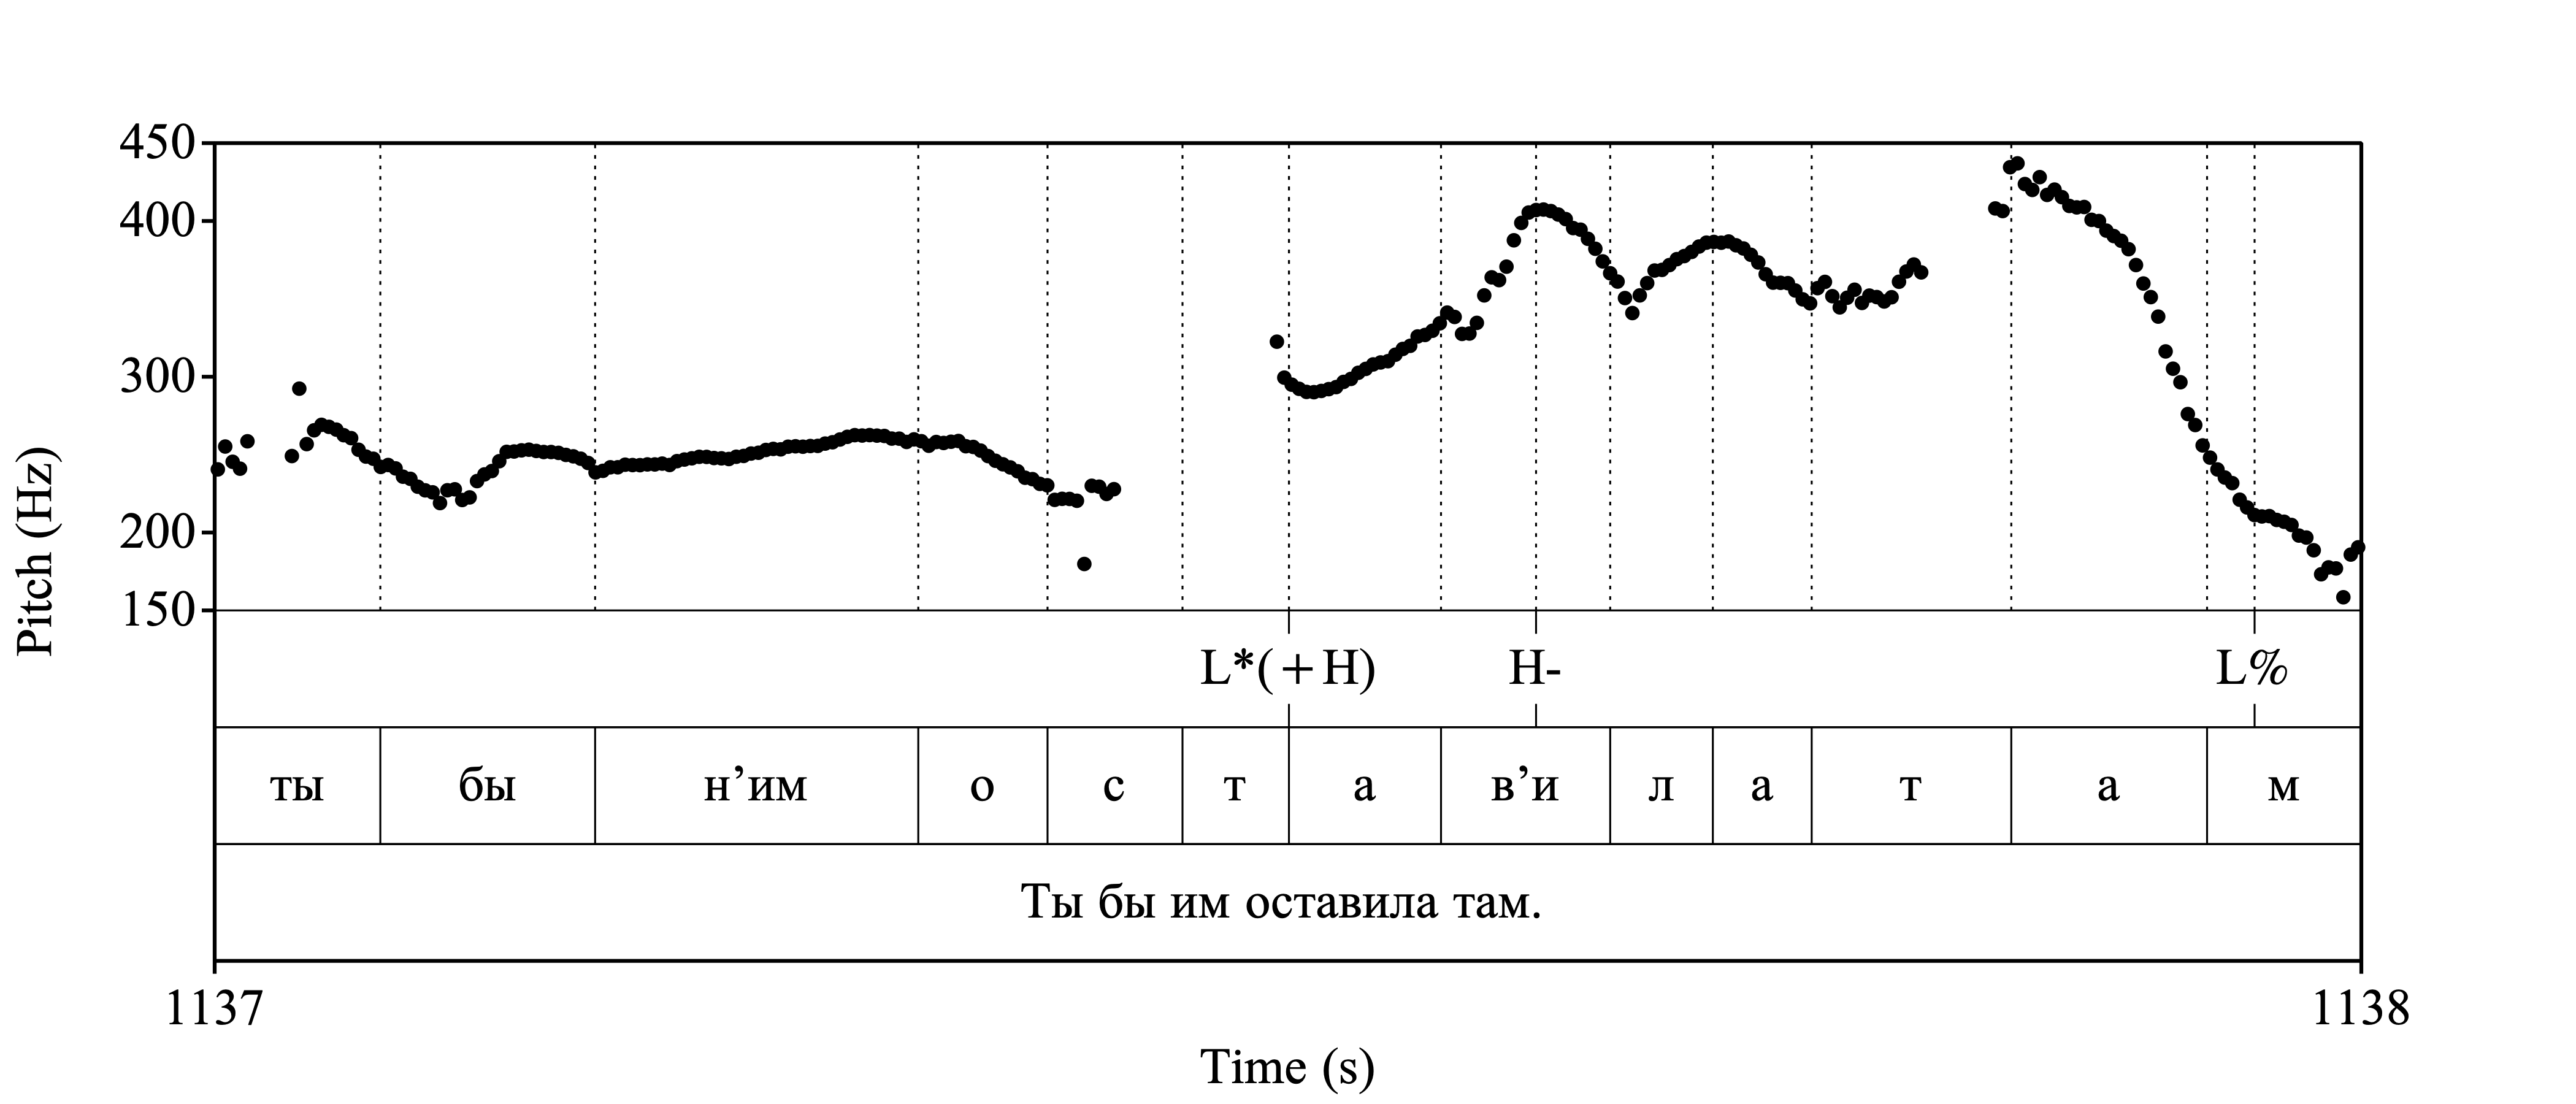 450
400
300
200
150
Pitch (Hz)
L*(+H) H- L%
ты бы н’им о с т а в’и л а т а м
Ты бы им оставила там.
1137 1138
Time (s)